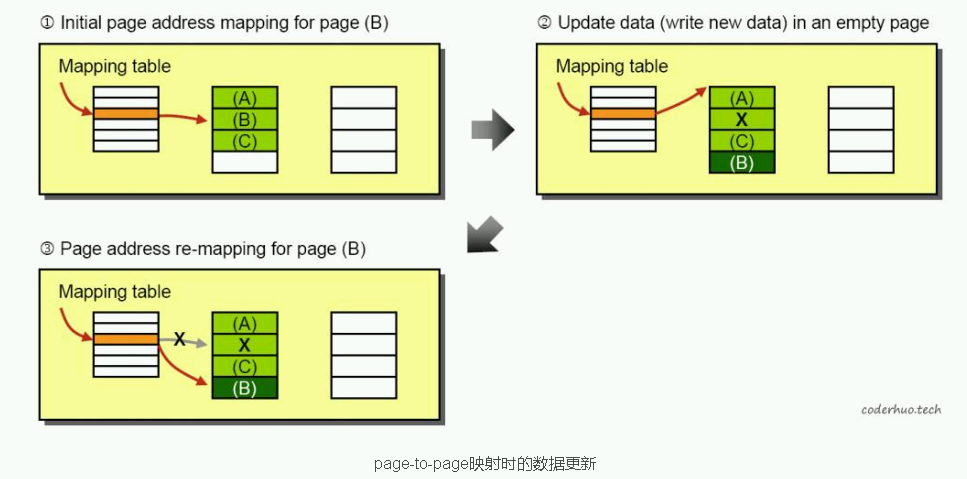 ① Initial page address mapping for page (B)
Mapping table
(A)
(B)
(C)
② Update data (write new data) in an empty page
Mapping table
(A)
X
(C)
(B)
③ Page address re-mapping for page (B)
Mapping table
X
(A)
X
(C)
(B)
coderhuo.tech
page-to-page映射时的数据更新